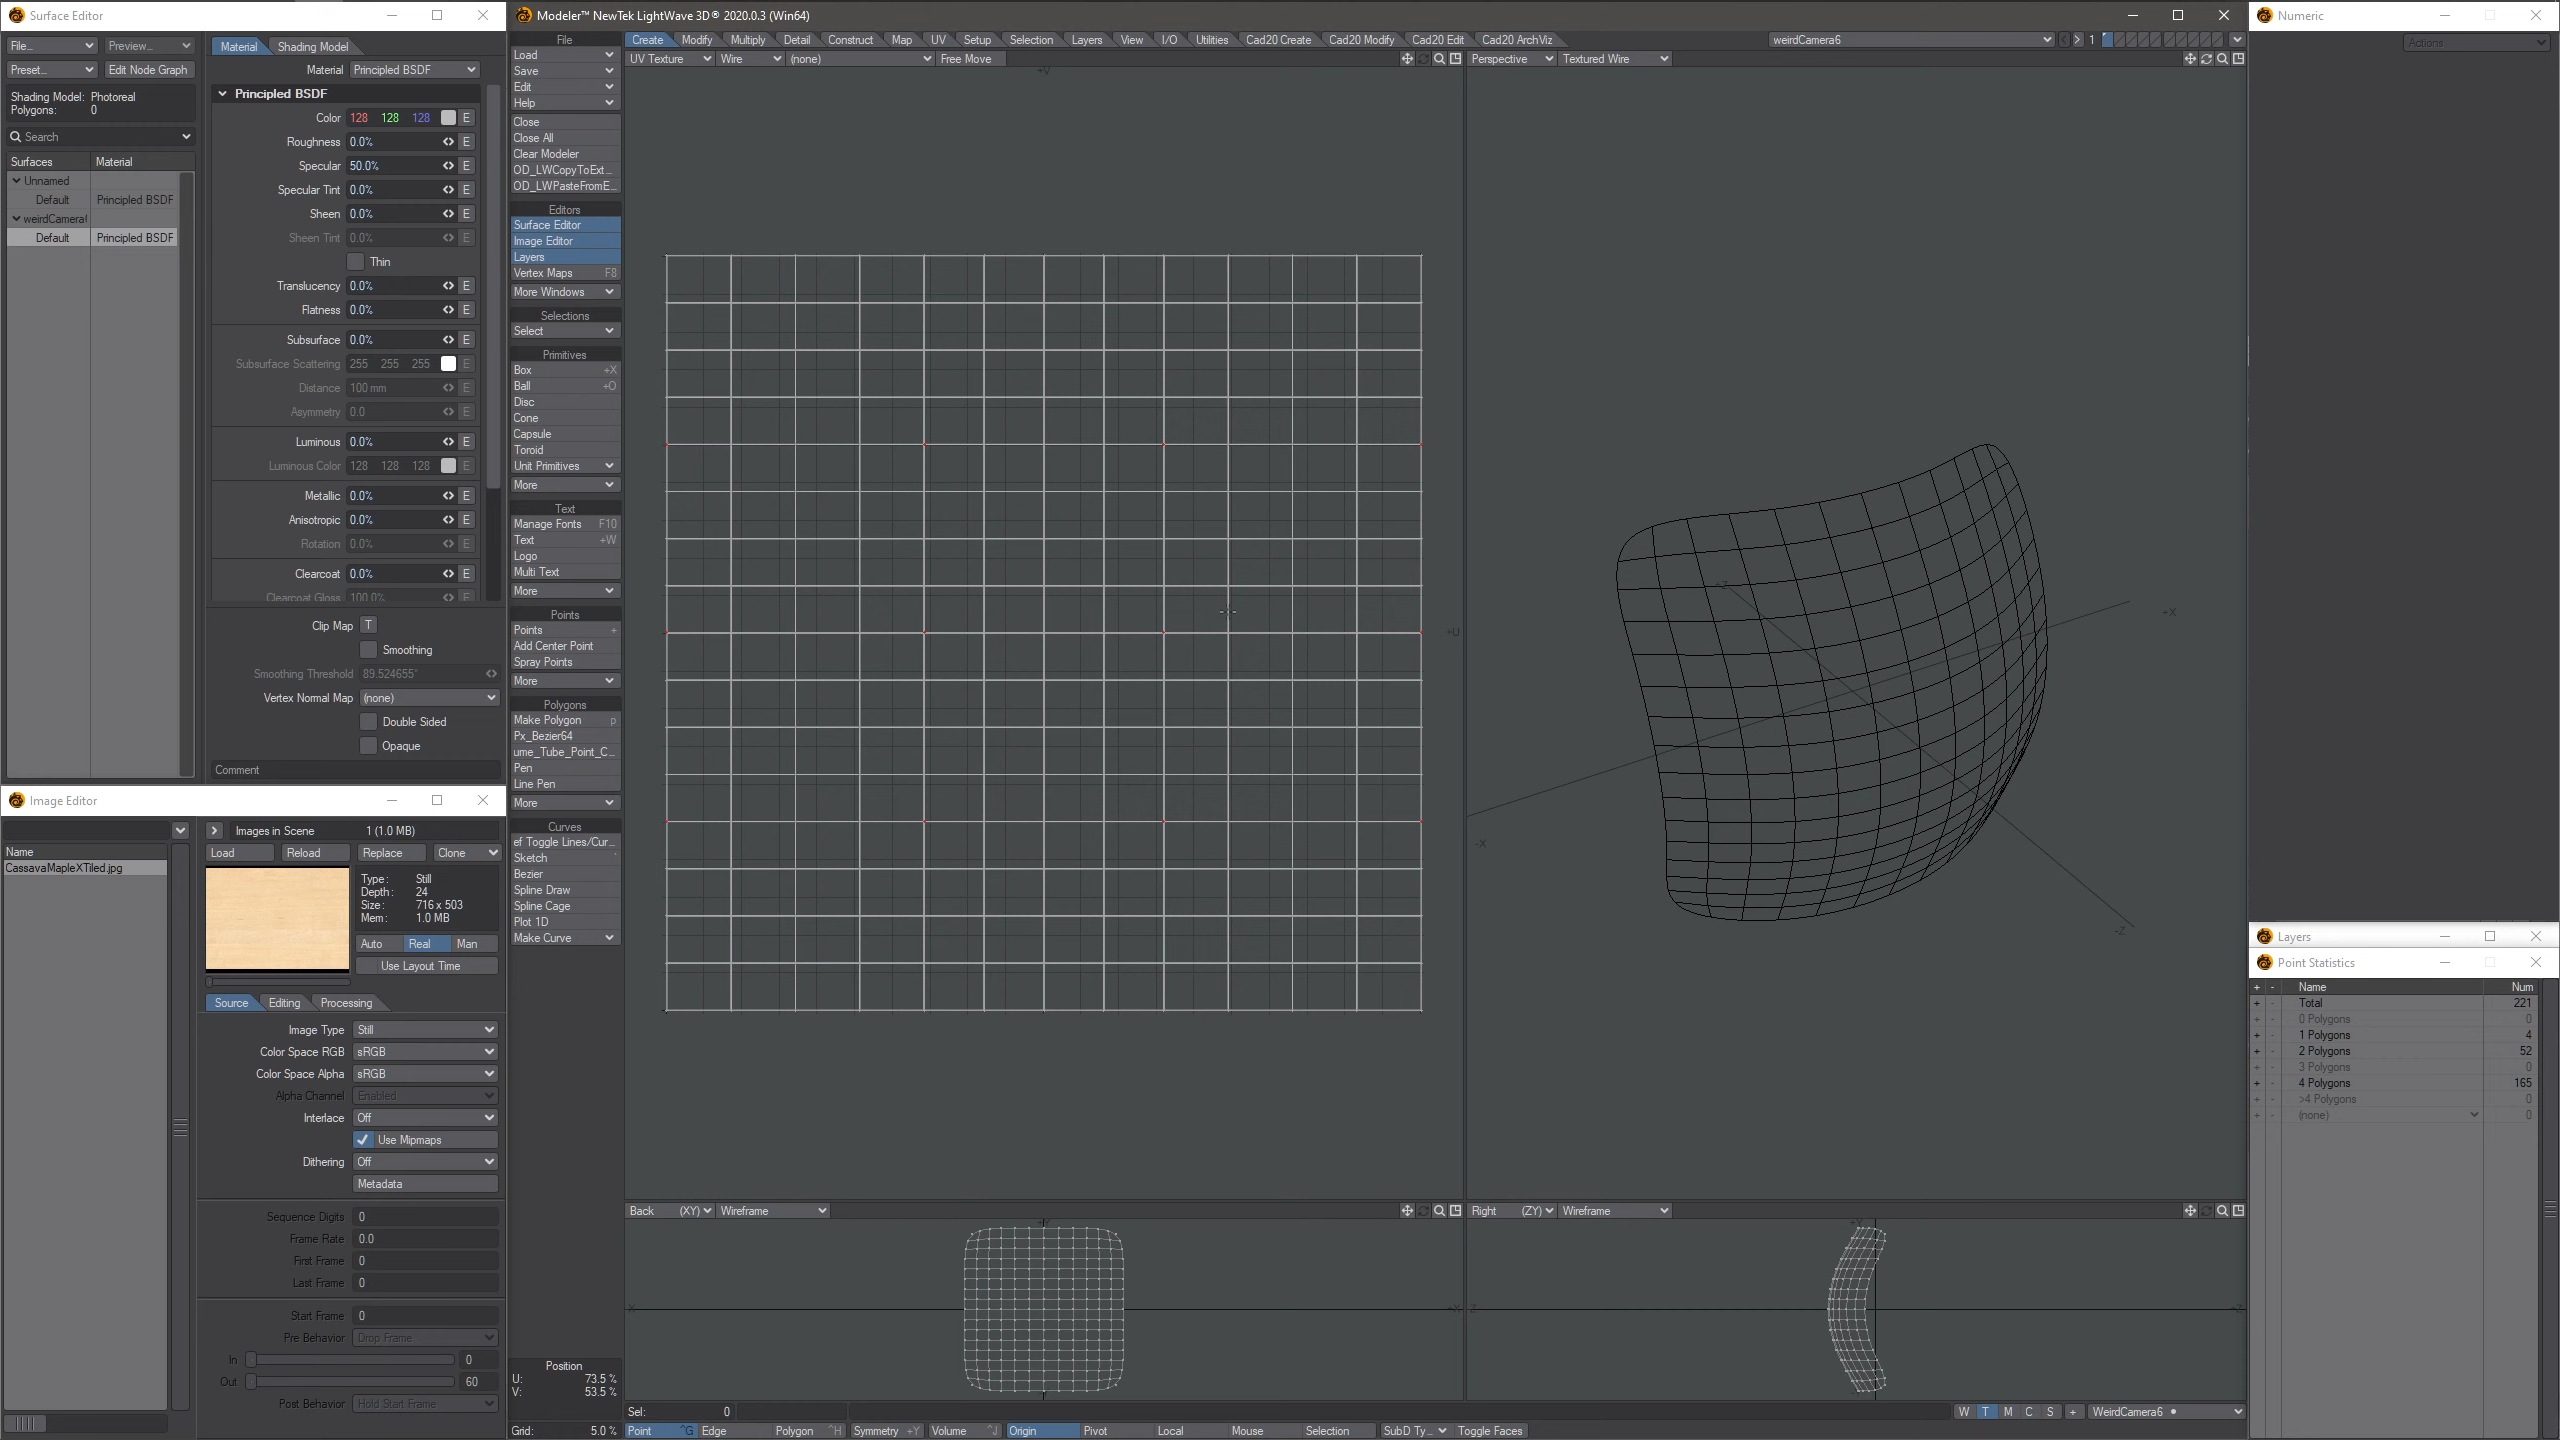 Surface Editor
File...
Preview...
Preset...
Edit Node Graph
Shading Model: Photoreal
Polygons: 0
Search
Surfaces Material
Unnamed
Default Principled BSDF
weirdCamera
Default Principled BSDF
Material Shading Model
Material Principled BSDF
Principled BSDF
Color 128 128 128 E
Roughness 0.0% E
Specular 50.0% E
Specular Tint 0.0% E
Sheen 0.0% E
Sheen Tint 0.0% E
Thin
Translucency 0.0% E
Flatness 0.0% E
Subsurface 0.0% E
Subsurface Scattering 255 255 255 E
Distance 100 mm E
Asymmetry 0.0 E
Luminous 0.0% E
Luminous Color 128 128 128 E
Metallic 0.0% E
Anisotropic 0.0% E
Rotation 0.0% E
Clearcoat 0.0% E
Clearcoat Gloss 100.0% E
Clip Map T
Smoothing
Smoothing Threshold 89.524655°
Vertex Normal Map (none)
Double Sided
Opaque
Comment
Image Editor
Name
CassavaMapleXTiled.jpg
Images in Scene 1 (1.0 MB)
Load Reload Replace Clone
Type : Still
Depth : 24
Size : 716 x 503
Mem : 1.0 MB
Auto Real Man
Use Layout Time
Source Editing Processing
Image Type Still
Color Space RGB sRGB
Color Space Alpha sRGB
Alpha Channel Enabled
Interlace Off
Use Mipmaps
Dithering Off
Metadata
Sequence Digits 0
Frame Rate 0.0
First Frame 0
Last Frame 0
Start Frame 0
Pre Behavior Drop Frame
In 0
Out 60
Post Behavior Hold Start Frame
Modeler™ NewTek LightWave 3D® 2020.0.3 (Win64)
Create Modify Multiply Detail Construct Map UV Setup Selection Layers View I/O Utilities Cad20 Create Cad20 Modify Cad20 Edit Cad20 ArchViz
weirdCamera6 1
File
Load
Save
Edit
Help
Close
Close All
Clear Modeler
OD_LWCopyToExt...
OD_LWPasteFromE...
Editors
Surface Editor
Image Editor
Layers
Vertex Maps F8
More Windows
Selections
Select
Primitives
Box +X
Ball +O
Disc
Cone
Capsule
Toroid
Unit Primitives
More
Text
Manage Fonts F10
Text +W
Logo
Multi Text
More
Points
Points +
Add Center Point
Spray Points
More
Polygons
Make Polygon p
Px_Bezier64
ume_Tube_Point_C...
Pen
Line Pen
More
Curves
ef Toggle Lines/Cur...
Sketch '
Bezier
Spline Draw
Spline Cage
Plot 1D
Make Curve
Position
U: 73.5 %
V: 53.5 %
Grid: 5.0 %
UV Texture Wire (none) Free Move
+V
+U
Perspective Textured Wire
+Z
+X
-X
-Z
Back (XY) Wireframe
Right (ZY) Wireframe
Sel: 0
W T M C S + WeirdCamera6
Point ^G Edge Polygon ^H Symmetry +Y Volume ^J Origin Pivot Local Mouse Selection SubD Ty... Toggle Faces
Numeric
Actions
Layers
Point Statistics
+ - Name Num
+ - Total 221
+ - 0 Polygons 0
+ - 1 Polygons 4
+ - 2 Polygons 52
+ - 3 Polygons 0
+ - 4 Polygons 165
+ - >4 Polygons 0
+ - (none) 0